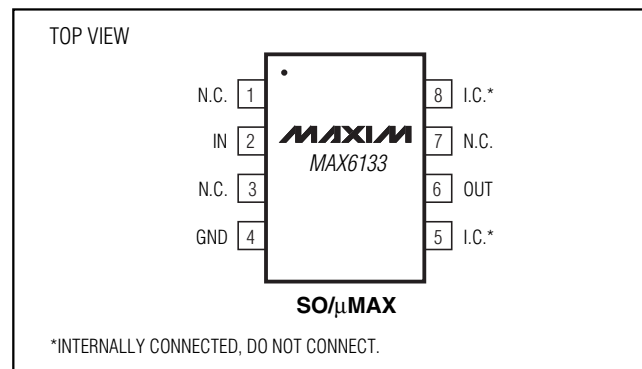 TOP VIEW
N.C. 1
IN 2
N.C. 3
GND 4
MAXIM
MAX6133
8 I.C.*
7 N.C.
6 OUT
5 I.C.*
SO/μMAX
*INTERNALLY CONNECTED, DO NOT CONNECT.